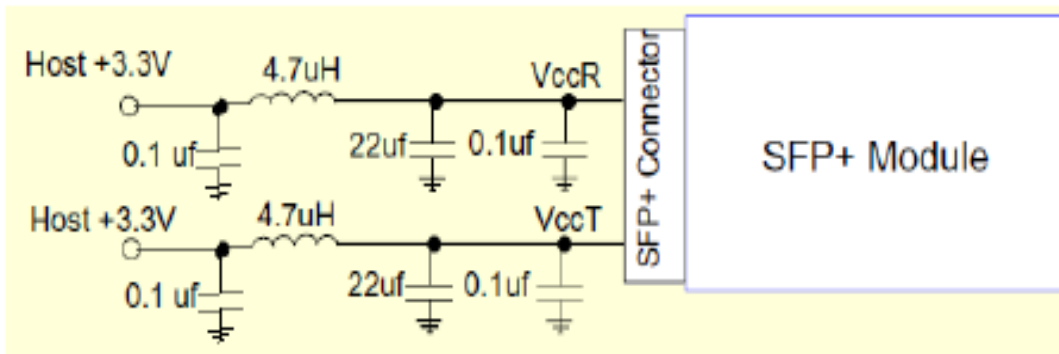 Host +3.3V
4.7uH
VccR
0.1 uf
22uf
0.1uf
Host +3.3V
4.7uH
VccT
0.1 uf
22uf
0.1uf
SFP+ Connector
SFP+ Module